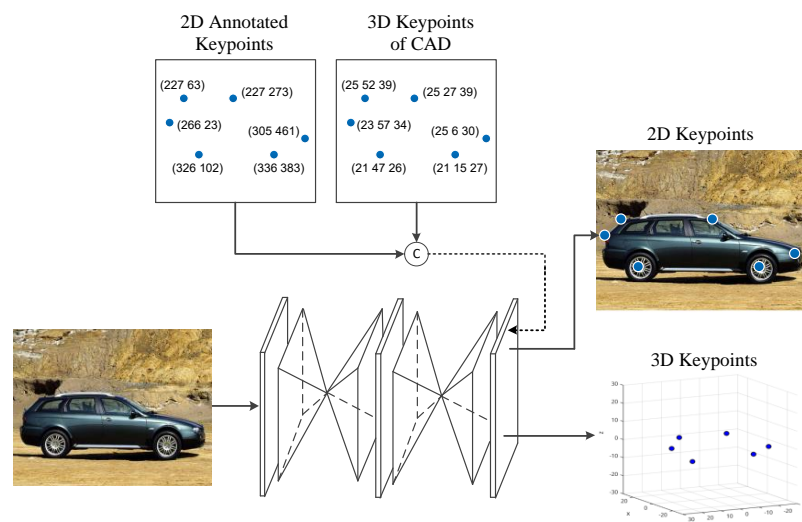 2D Annotated
Keypoints
3D Keypoints
of CAD
(227 63)
(227 273)
(266 23)
(305 461)
(326 102)
(336 383)
(25 52 39)
(25 27 39)
(23 57 34)
(25 6 30)
(21 47 26)
(21 15 27)
C
2D Keypoints
3D Keypoints
30
20
10
0
-10
-20
-30
z
20
0
-20
x
30
20
10
0
-10
-20